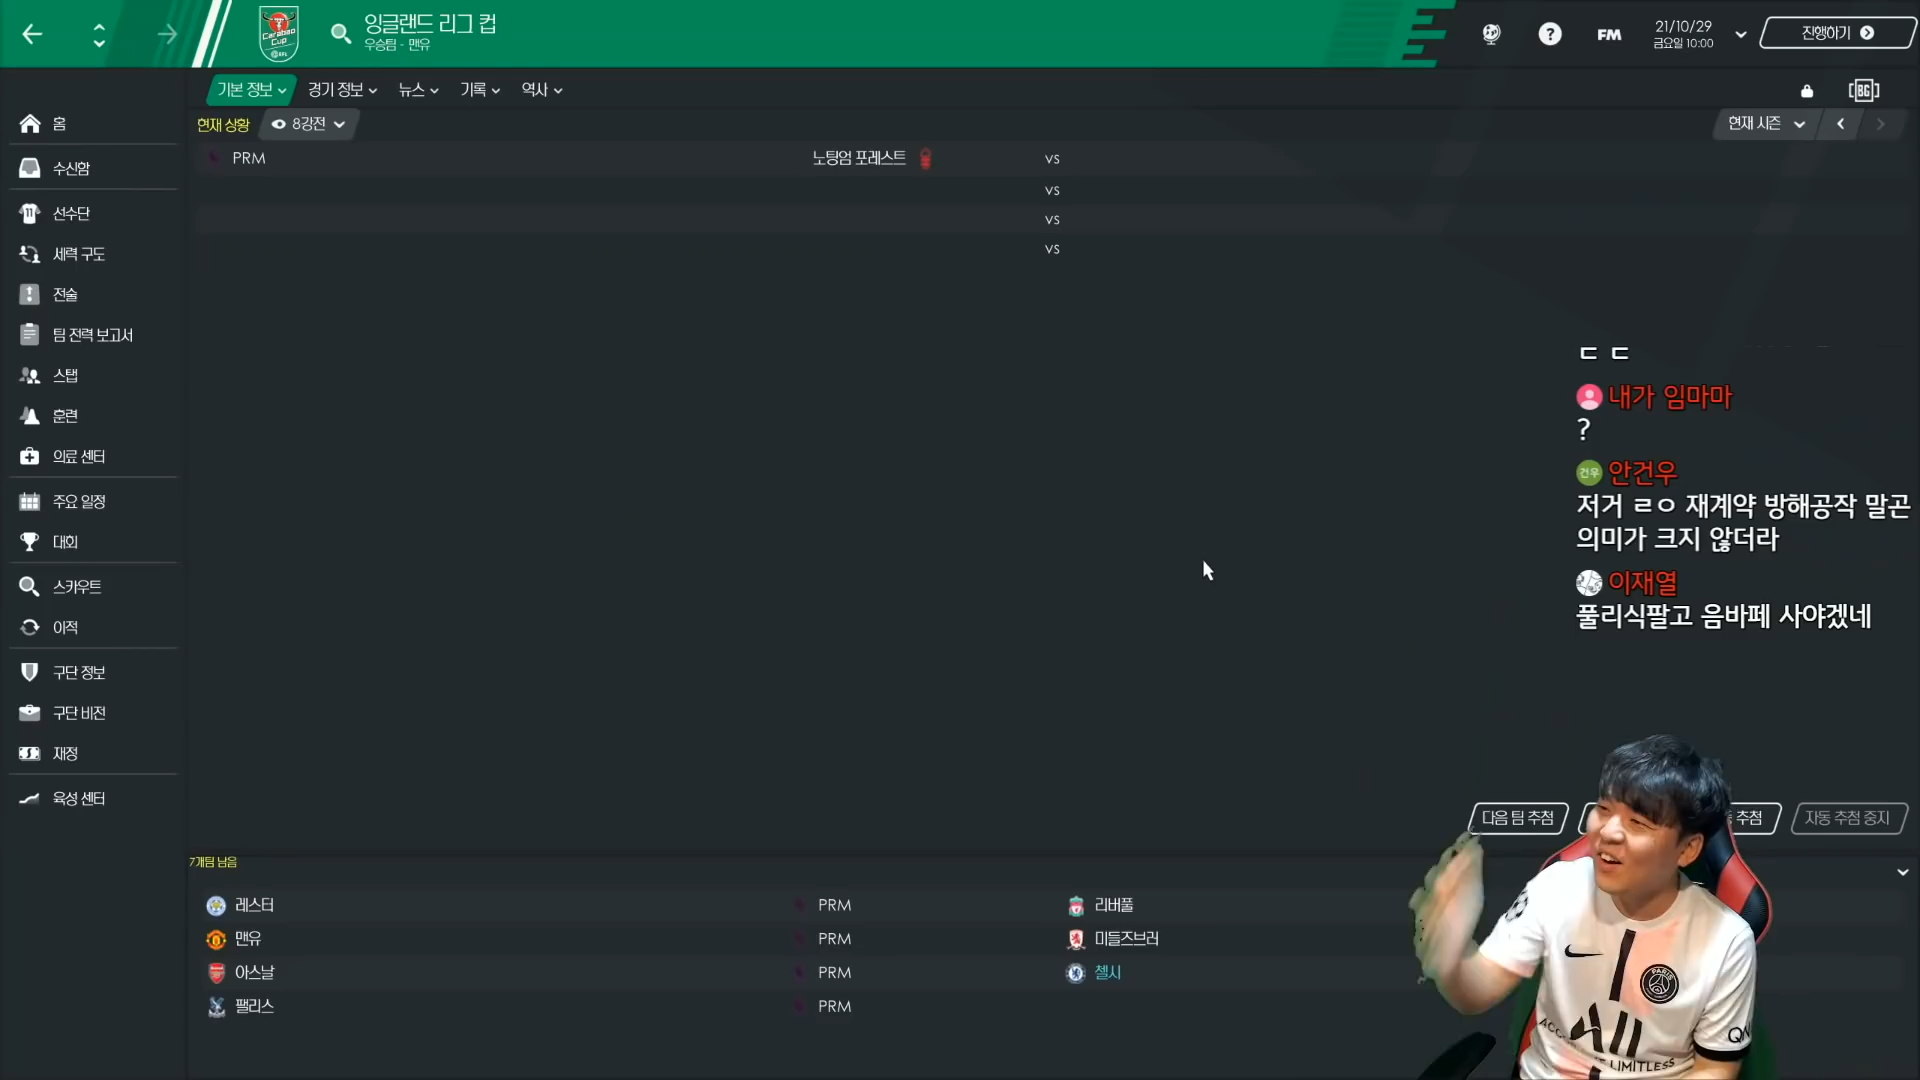 Carabao Cup
잉글랜드 리그 컵
우승팀 - 맨유
?
FM
21/10/29
금요일 10:00
진행하기
기본 정보
경기 정보
뉴스
기록
역사
[BG]
현재 상황
8강전
현재 시즌
홈
수신함
선수단
세력 구도
전술
팀 전력 보고서
스탭
훈련
의료 센터
주요 일정
대회
스카우트
이적
구단 정보
구단 비전
재정
육성 센터
PRM
노팅엄 포레스트
vs
vs
vs
vs
ㄷ ㄷ
내가 임마마
?
건우
안건우
저거 ㄹㅇ 재계약 방해공작 말곤
의미가 크지 않더라
이재열
풀리식팔고 음바페 사야겠네
다음 팀 추첨
추첨
자동 추첨 중지
7개팀 남음
레스터
PRM
리버풀
맨유
PRM
미들즈브러
아스날
PRM
첼시
팰리스
PRM
PARIS
ALL
LIMITLESS